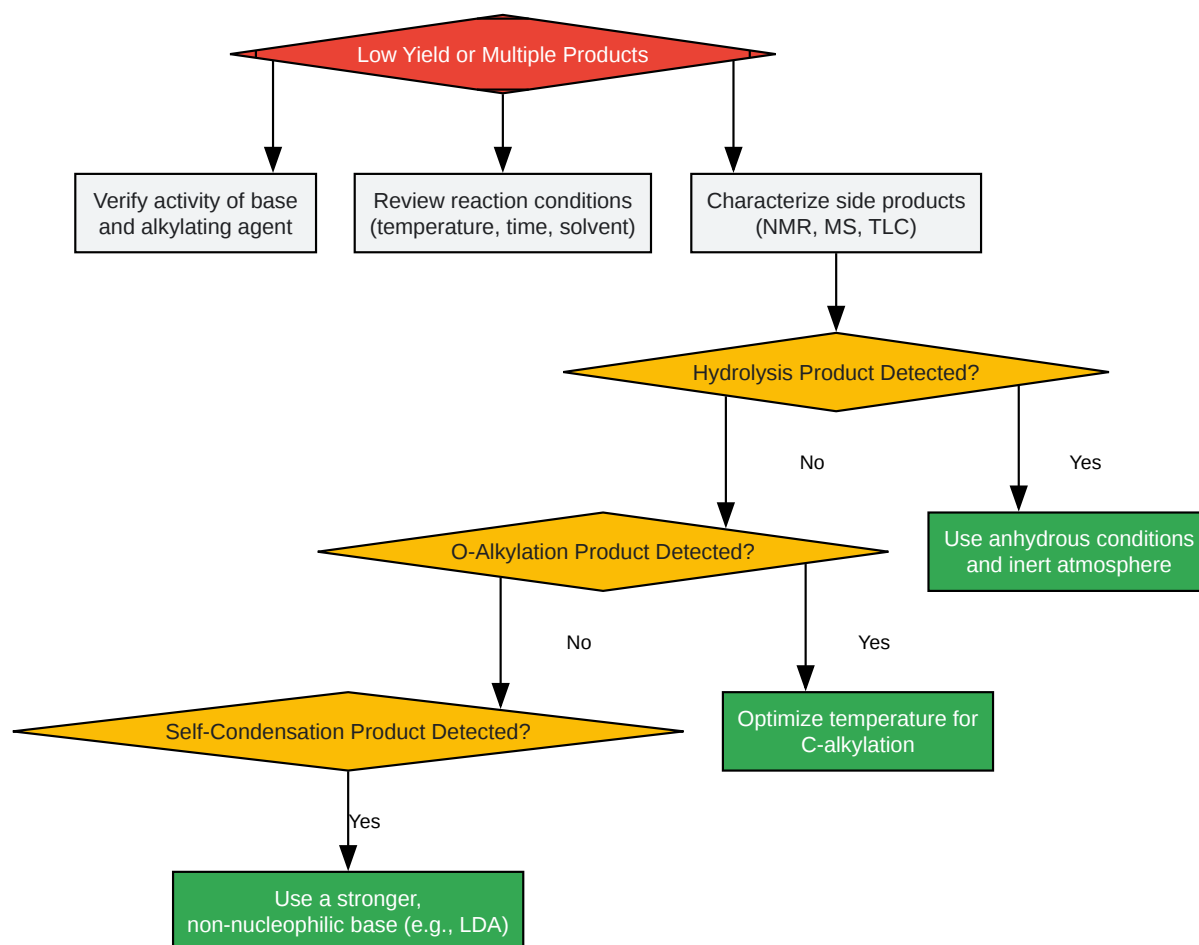 Low Yield or Multiple Products
Verify activity of base
and alkylating agent
Review reaction conditions
(temperature, time, solvent)
Characterize side products
(NMR, MS, TLC)
Hydrolysis Product Detected?
No
Yes
Use anhydrous conditions
and inert atmosphere
O-Alkylation Product Detected?
No
Yes
Optimize temperature for
C-alkylation
Self-Condensation Product Detected?
Yes
Use a stronger,
non-nucleophilic base (e.g., LDA)